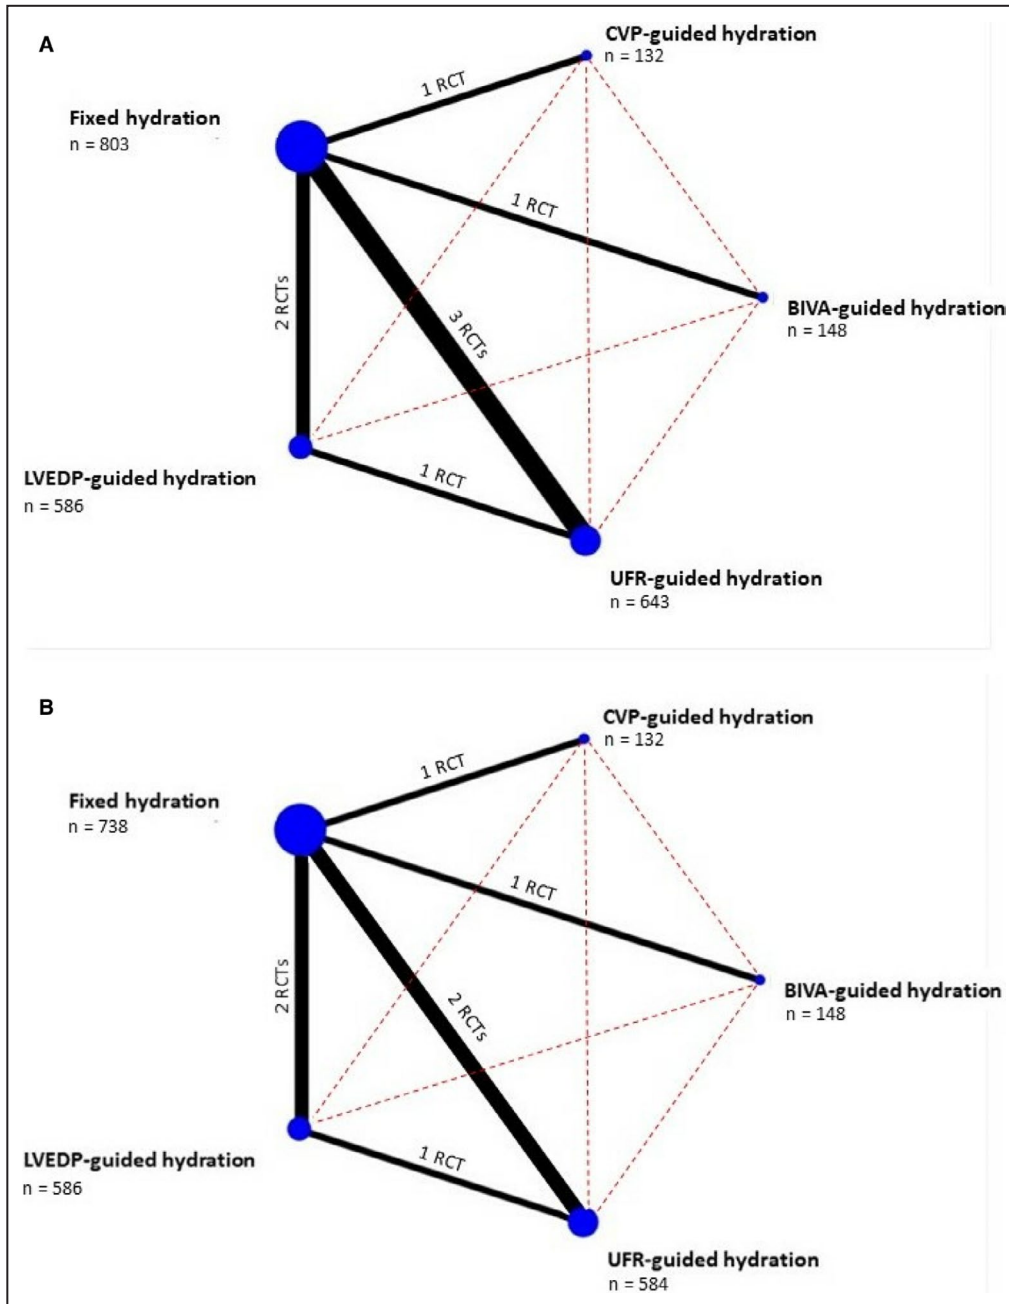 A
CVP-guided hydration
n = 132
1 RCT
Fixed hydration
n = 803
1 RCT
2 RCTs
3 RCTs
BIVA-guided hydration
n = 148
LVEDP-guided hydration
n = 586
1 RCT
UFR-guided hydration
n = 643
B
CVP-guided hydration
n = 132
1 RCT
Fixed hydration
n = 738
1 RCT
2 RCTs
2 RCTs
BIVA-guided hydration
n = 148
LVEDP-guided hydration
n = 586
1 RCT
UFR-guided hydration
n = 584